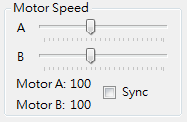 Motor Speed
A
B
Motor A: 100
Sync
Motor B: 100